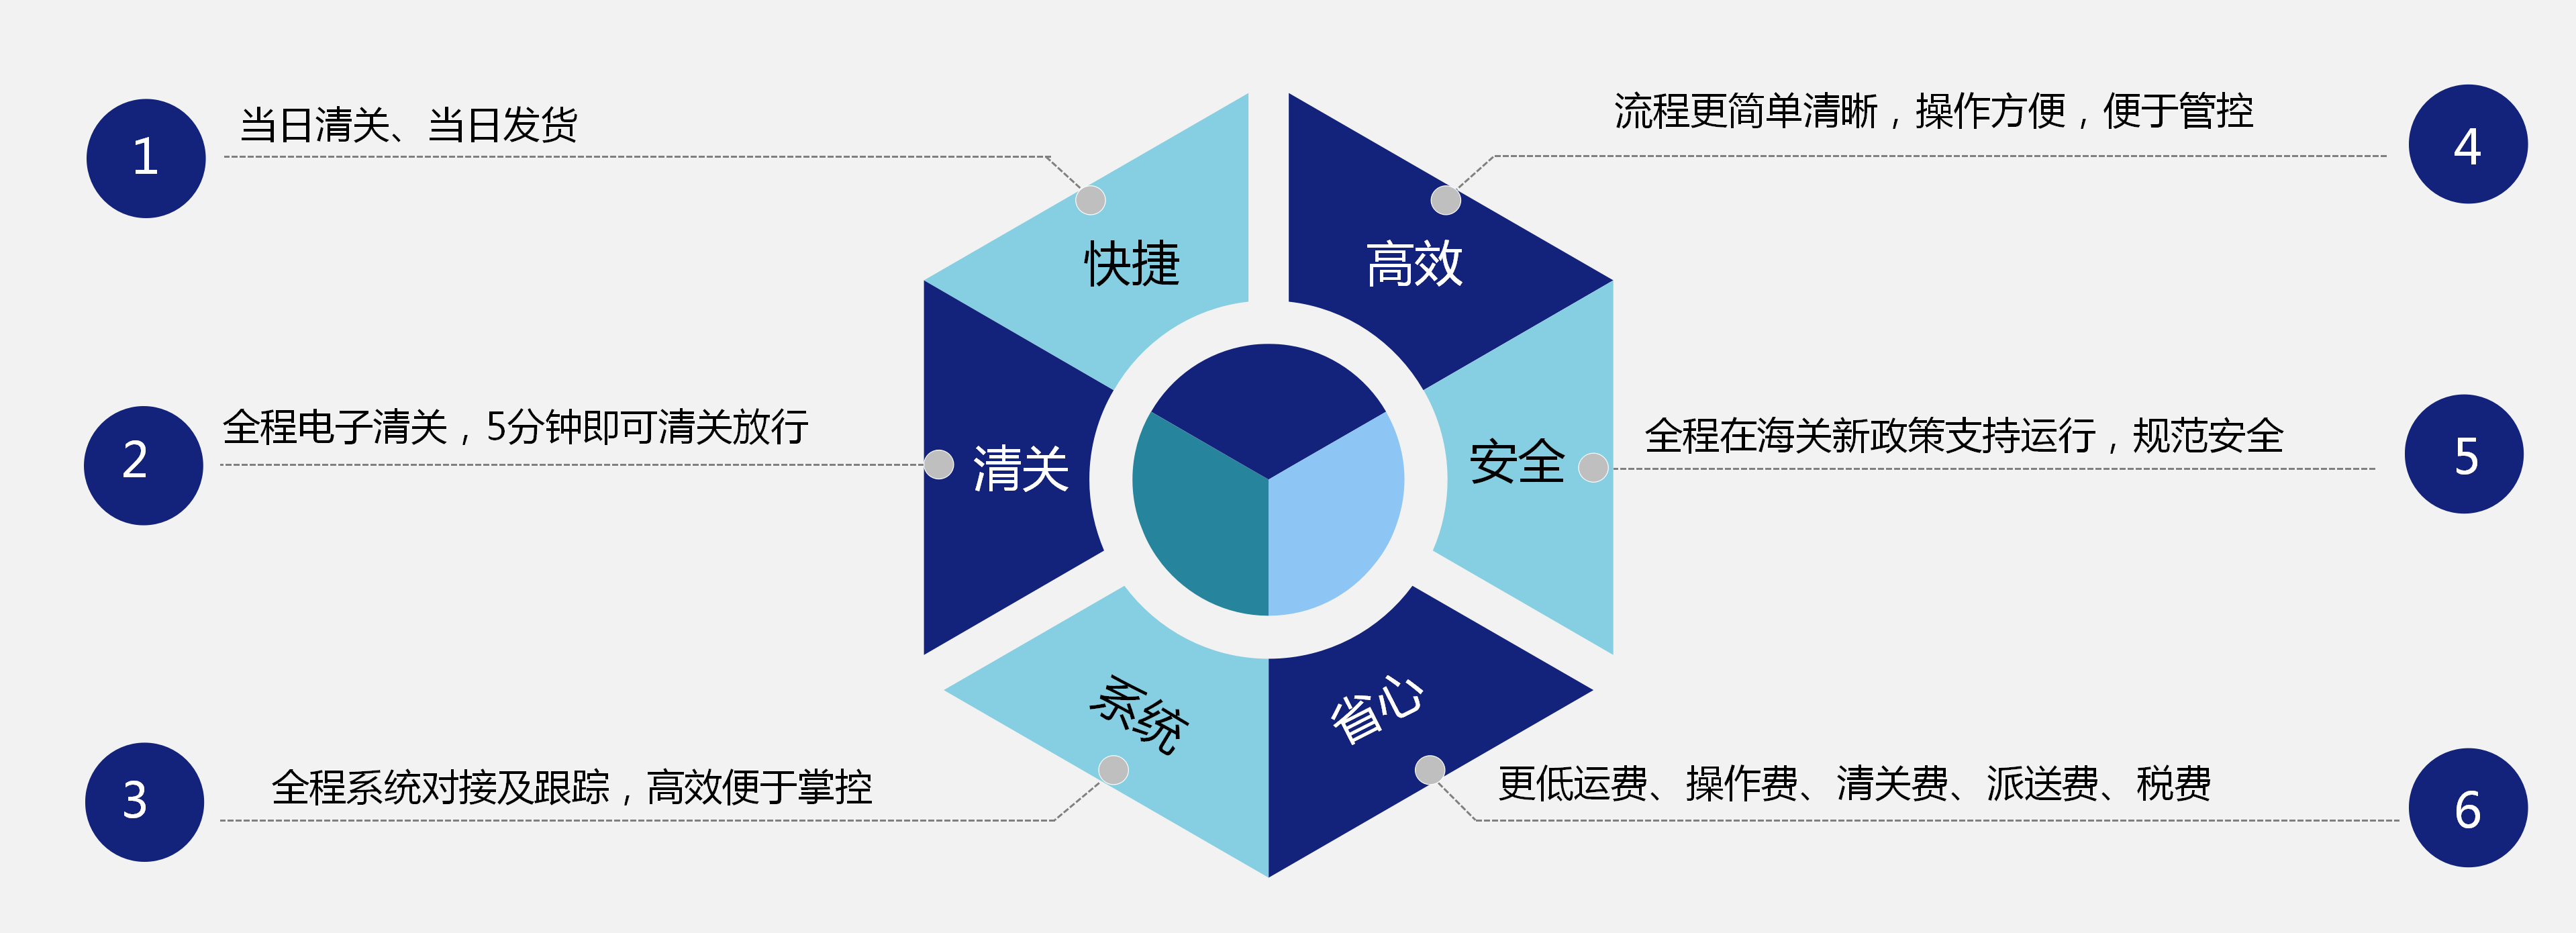 1
当日清关、当日发货
快捷
2
全程电子清关，5分钟即可清关放行
清关
3
全程系统对接及跟踪，高效便于掌控
系统
高效
流程更简单清晰，操作方便，便于管控
4
安全
全程在海关新政策支持运行，规范安全
5
省心
更低运费、操作费、清关费、派送费、税费
6